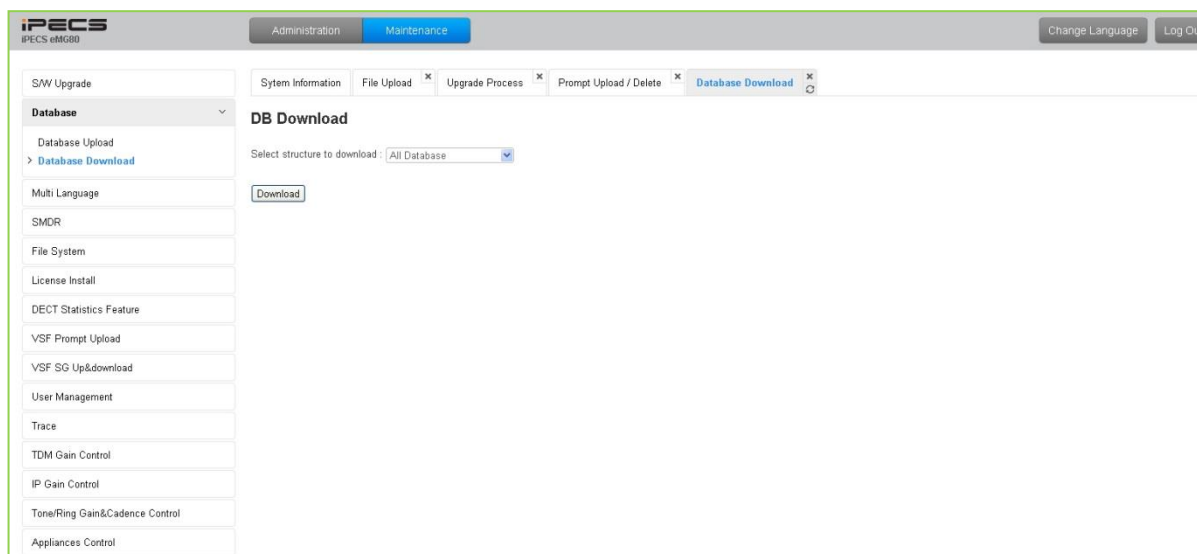 iPECS
iPECS eMG80
Administration
Maintenance
Change Language
Log Ou
S/W Upgrade
Database
Database Upload
> Database Download
Multi Language
SMDR
File System
License Install
DECT Statistics Feature
VSF Prompt Upload
VSF SG Up&download
User Management
Trace
TDM Gain Control
IP Gain Control
Tone/Ring Gain&Cadence Control
Appliances Control
Sytem Information
File Upload
Upgrade Process
Prompt Upload / Delete
Database Download
DB Download
Select structure to download : All Database
Download